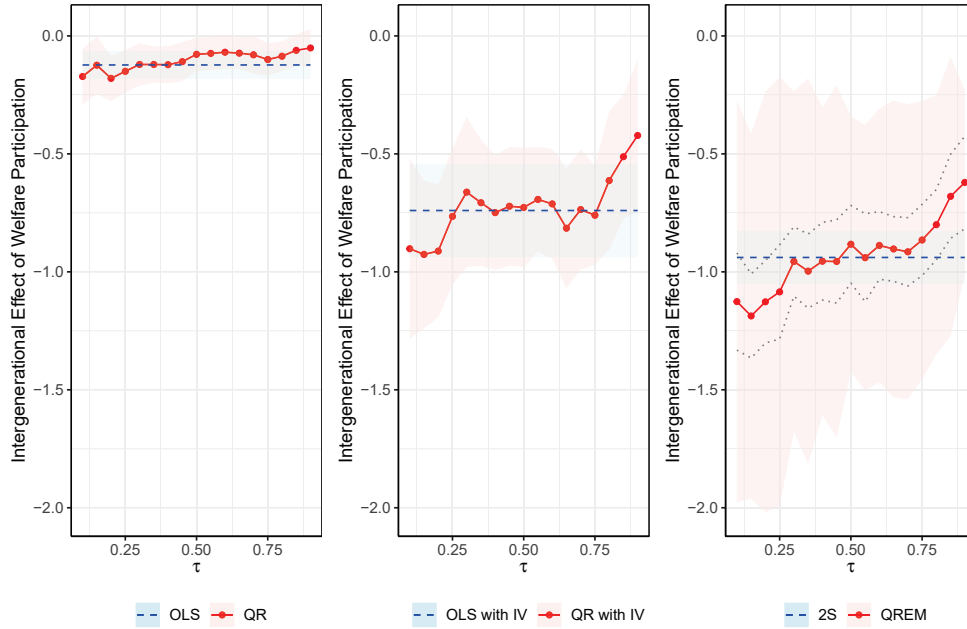 Intergenerational Effect of Welfare Participation
0.0
−0.5
−1.0
−1.5
−2.0
0.25
0.50
0.75
τ
OLS
QR
Intergenerational Effect of Welfare Participation
0.0
−0.5
−1.0
−1.5
−2.0
0.25
0.50
0.75
τ
OLS with IV
QR with IV
Intergenerational Effect of Welfare Participation
0.0
−0.5
−1.0
−1.5
−2.0
0.25
0.50
0.75
τ
2S
QREM